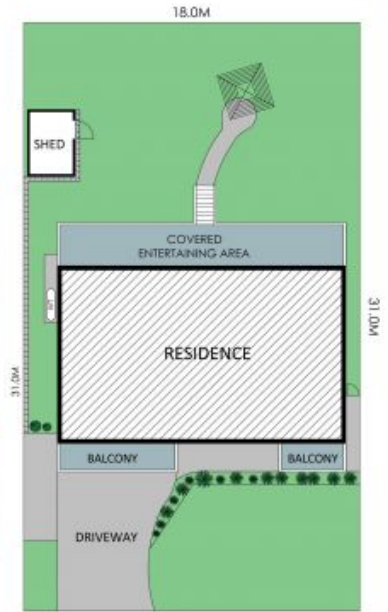 18.0M
SHED
COVERED
ENTERTAINING AREA
RESIDENCE
31.0M
31.0M
BALCONY
BALCONY
DRIVEWAY